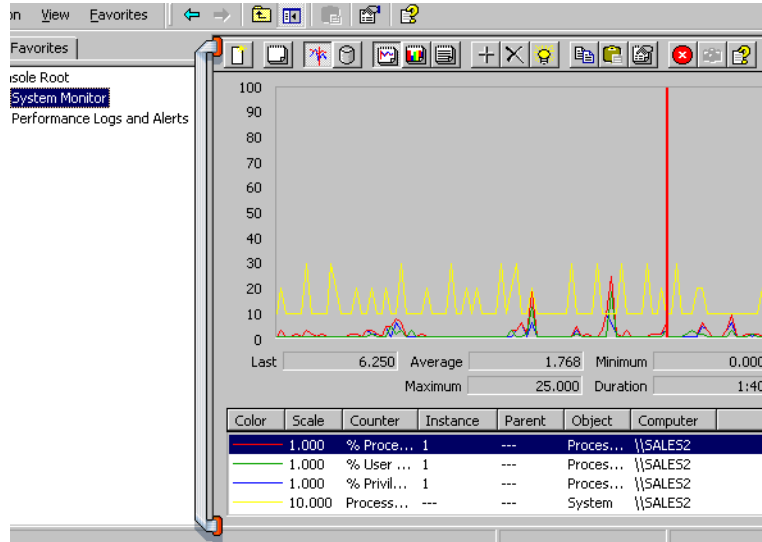 on View Favorites
Favorites
nsole Root
System Monitor
Performance Logs and Alerts
100
90
80
70
60
50
40
30
20
10
0
Last 6.250 Average 1.768 Minimum 0.000
Maximum 25.000 Duration 1:40
Color Scale Counter Instance Parent Object Computer
1.000 % Proce... 1 --- Proces... \\SALES2
1.000 % User ... 1 --- Proces... \\SALES2
1.000 % Privil... 1 --- Proces... \\SALES2
10.000 Process... --- --- System \\SALES2